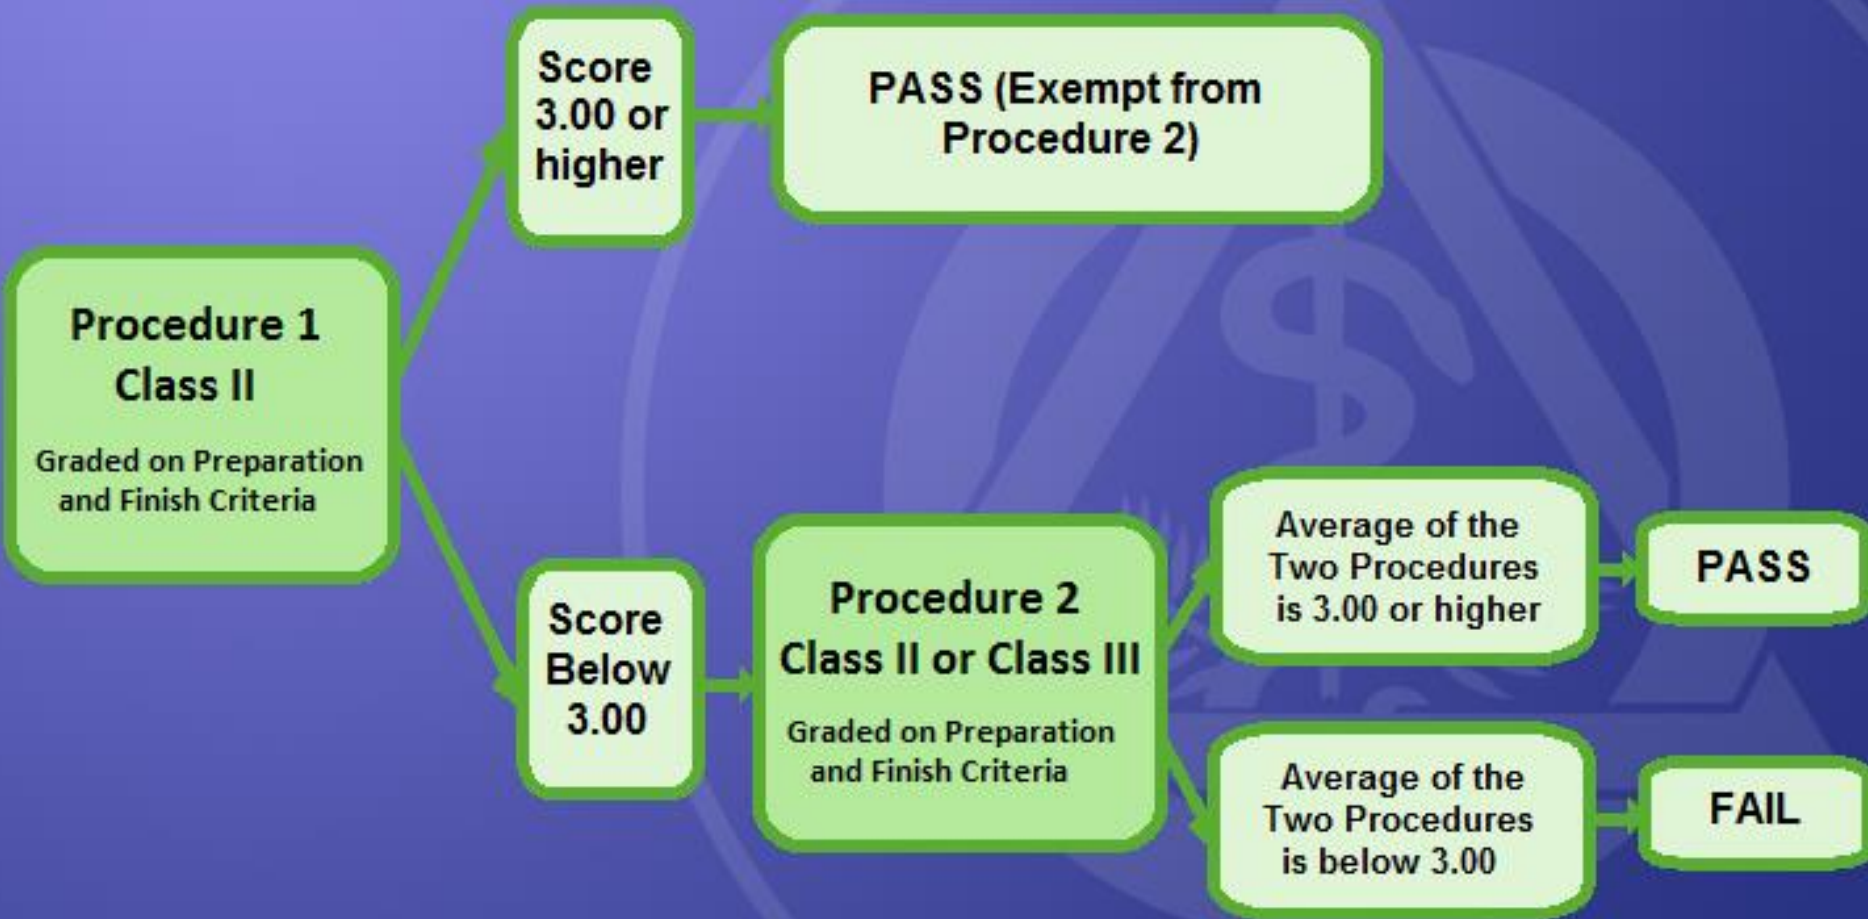 Score
3.00 or
higher
PASS (Exempt from
Procedure 2)
Procedure 1
Class II
Graded on Preparation
and Finish Criteria
Score
Below
3.00
Procedure 2
Class II or Class III
Graded on Preparation
and Finish Criteria
Average of the
Two Procedures
is 3.00 or higher
PASS
Average of the
Two Procedures
is below 3.00
FAIL